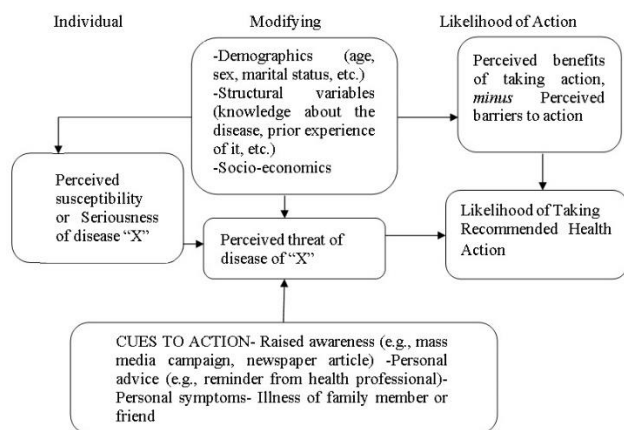 Individual
Modifying
Likelihood of Action
-Demographics (age,
sex, marital status, etc.)
-Structural variables
(knowledge about the
disease, prior experience
of it, etc.)
-Socio-economics
Perceived benefits
of taking action,
minus Perceived
barriers to action
Perceived
susceptibility
or Seriousness
of disease “X”
Perceived threat of
disease of “X”
Likelihood of Taking
Recommended Health
Action
CUES TO ACTION- Raised awareness (e.g., mass
media campaign, newspaper article) -Personal
advice (e.g., reminder from health professional)-
Personal symptoms- Illness of family member or
friend